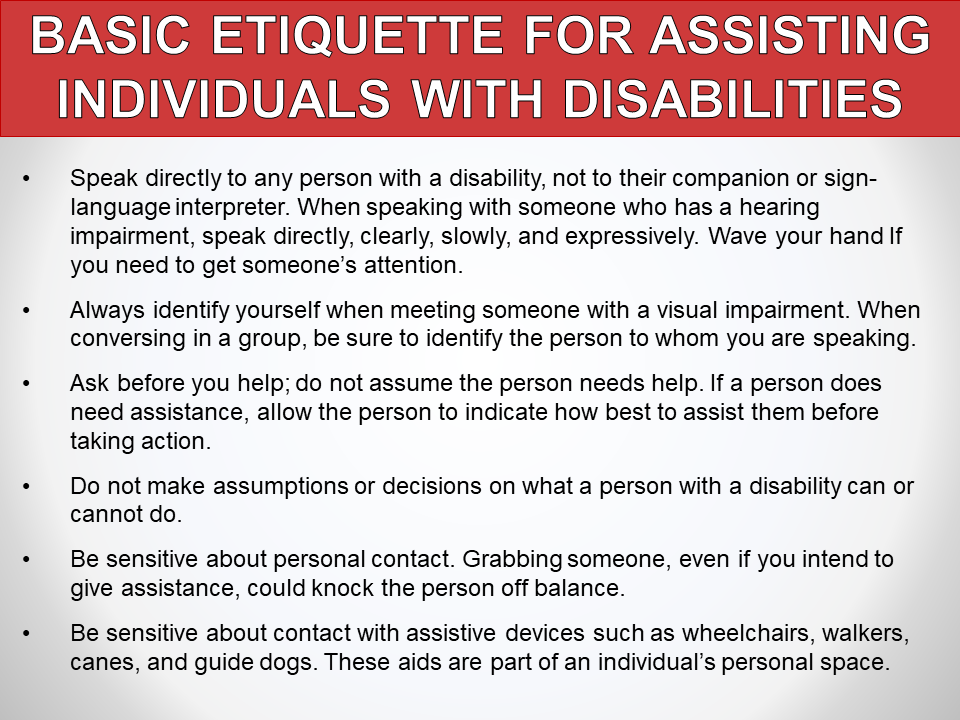 BASIC ETIQUETTE FOR ASSISTING
INDIVIDUALS WITH DISABILITIES
• Speak directly to any person with a disability, not to their companion or sign-
language interpreter. When speaking with someone who has a hearing
impairment, speak directly, clearly, slowly, and expressively. Wave your hand If
you need to get someone’s attention.
• Always identify yourself when meeting someone with a visual impairment. When
conversing in a group, be sure to identify the person to whom you are speaking.
• Ask before you help; do not assume the person needs help. If a person does
need assistance, allow the person to indicate how best to assist them before
taking action.
• Do not make assumptions or decisions on what a person with a disability can or
cannot do.
• Be sensitive about personal contact. Grabbing someone, even if you intend to
give assistance, could knock the person off balance.
• Be sensitive about contact with assistive devices such as wheelchairs, walkers,
canes, and guide dogs. These aids are part of an individual’s personal space.